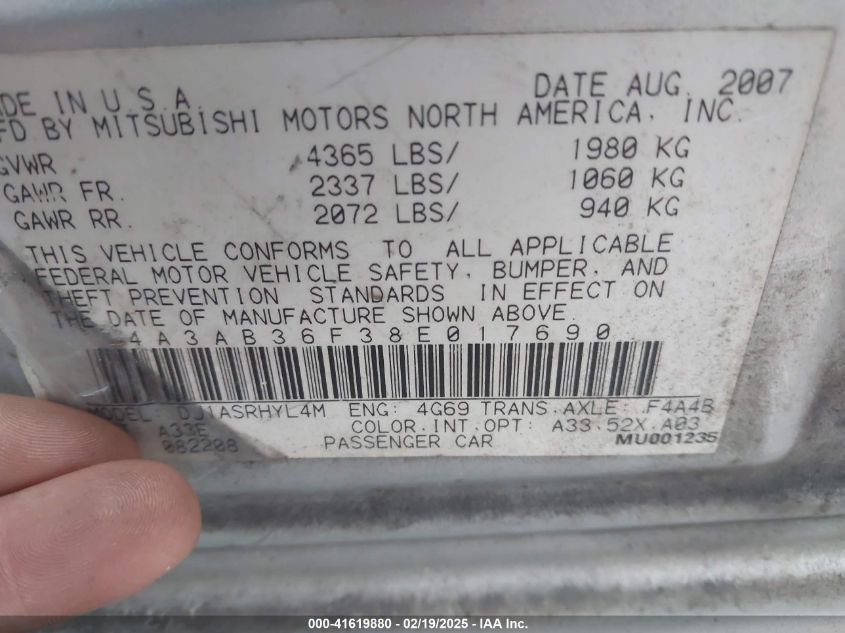 ADE IN U.S.A. DATE AUG. 2007
FD BY MITSUBISHI MOTORS NORTH AMERICA, INC.
GVWR 4365 LBS/ 1980 KG
GAWR FR. 2337 LBS/ 1060 KG
GAWR RR. 2072 LBS/ 940 KG
THIS VEHICLE CONFORMS TO ALL APPLICABLE
FEDERAL MOTOR VEHICLE SAFETY, BUMPER, AND
THEFT PREVENTION STANDARDS IN EFFECT ON
THE DATE OF MANUFACTURE SHOWN ABOVE.
4A3AB36F38E017690
MODEL: DJ1ASRHYL4M ENG: 4G69 TRANS.AXLE: F4A4B
A33E COLOR.INT.OPT: A33.52X.A03
082208 PASSENGER CAR MU001235
000-41619880 - 02/19/2025 - IAA Inc.